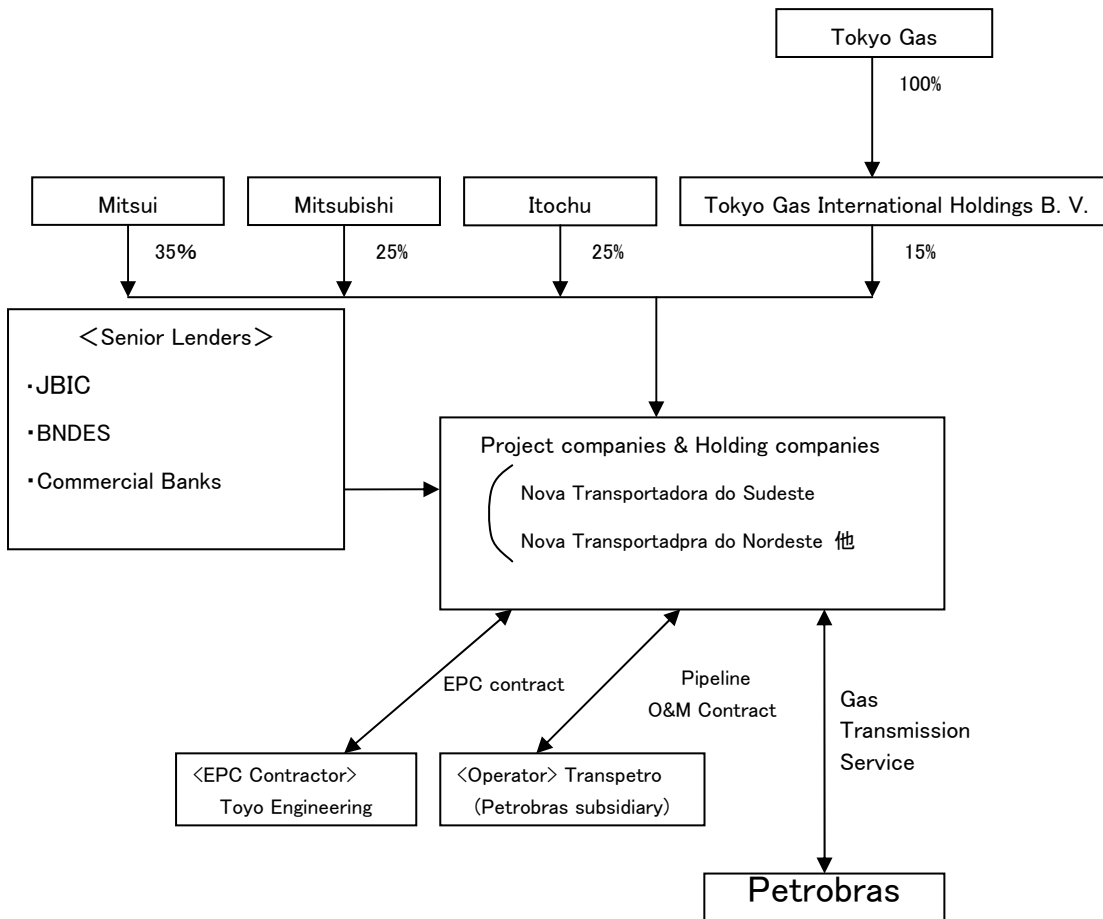 Tokyo Gas
100%
Mitsui
Mitsubishi
Itochu
Tokyo Gas International Holdings B. V.
35%
25%
25%
15%
<Senior Lenders>
・JBIC
・BNDES
・Commercial Banks
Project companies & Holding companies
Nova Transportadora do Sudeste
Nova Transportadpra do Nordeste 他
EPC contract
Pipeline
O&M Contract
Gas
Transmission
Service
<EPC Contractor>
Toyo Engineering
<Operator> Transpetro
(Petrobras subsidiary)
Petrobras